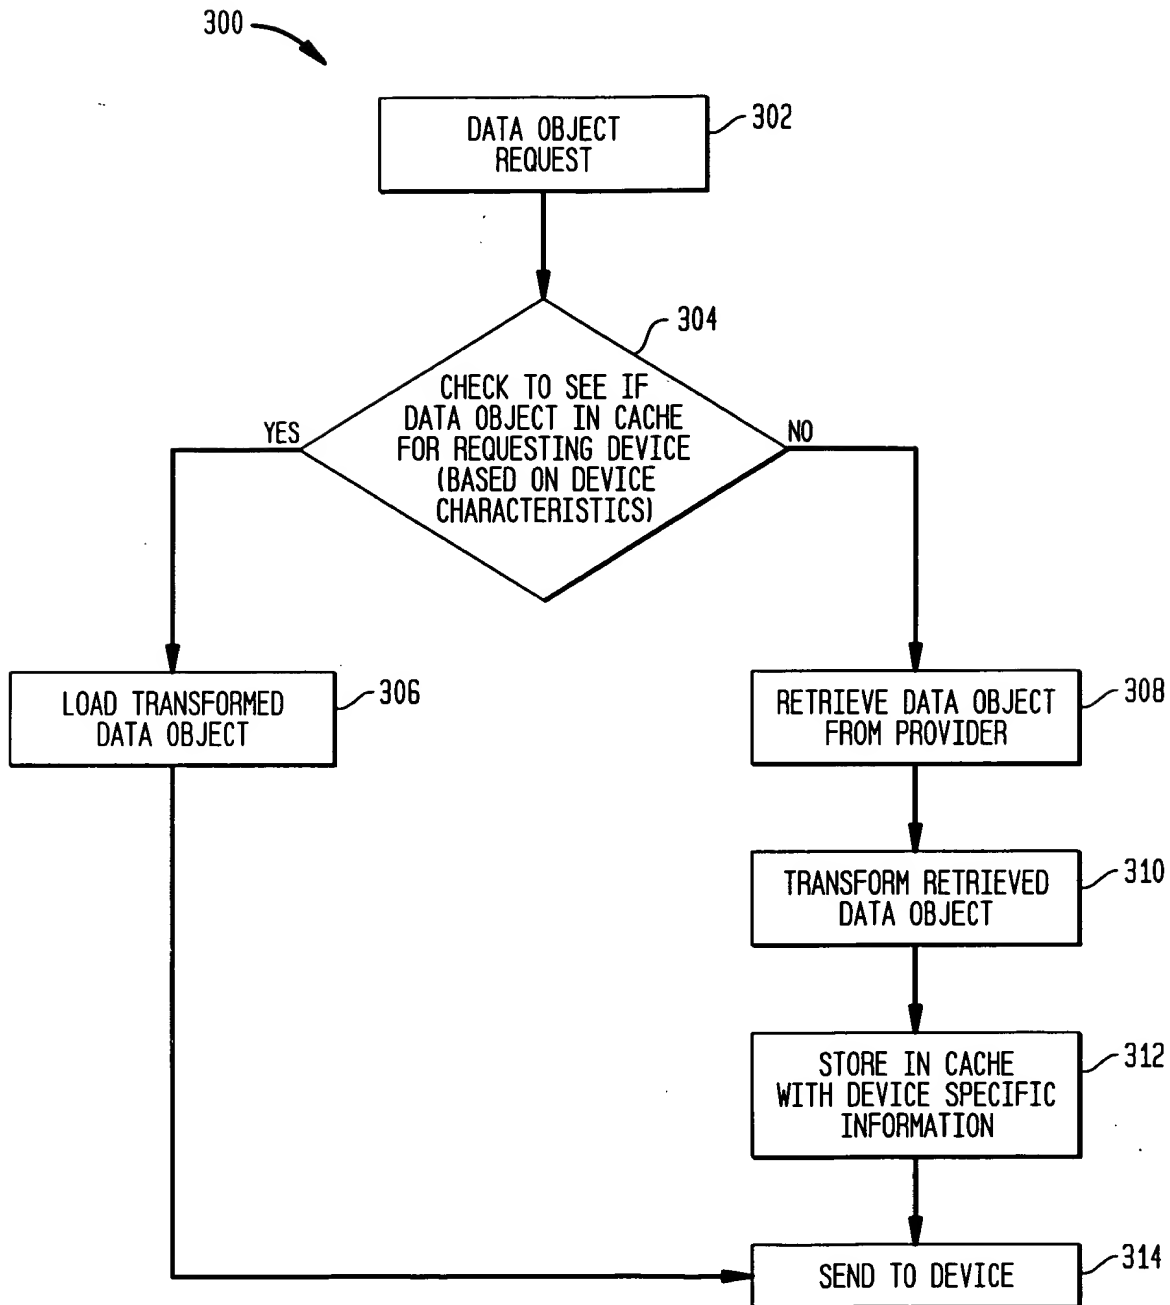 300
DATA OBJECT
REQUEST
302
304
CHECK TO SEE IF
DATA OBJECT IN CACHE
FOR REQUESTING DEVICE
(BASED ON DEVICE
CHARACTERISTICS)
YES
NO
LOAD TRANSFORMED
DATA OBJECT
306
RETRIEVE DATA OBJECT
FROM PROVIDER
308
TRANSFORM RETRIEVED
DATA OBJECT
310
STORE IN CACHE
WITH DEVICE SPECIFIC
INFORMATION
312
SEND TO DEVICE
314